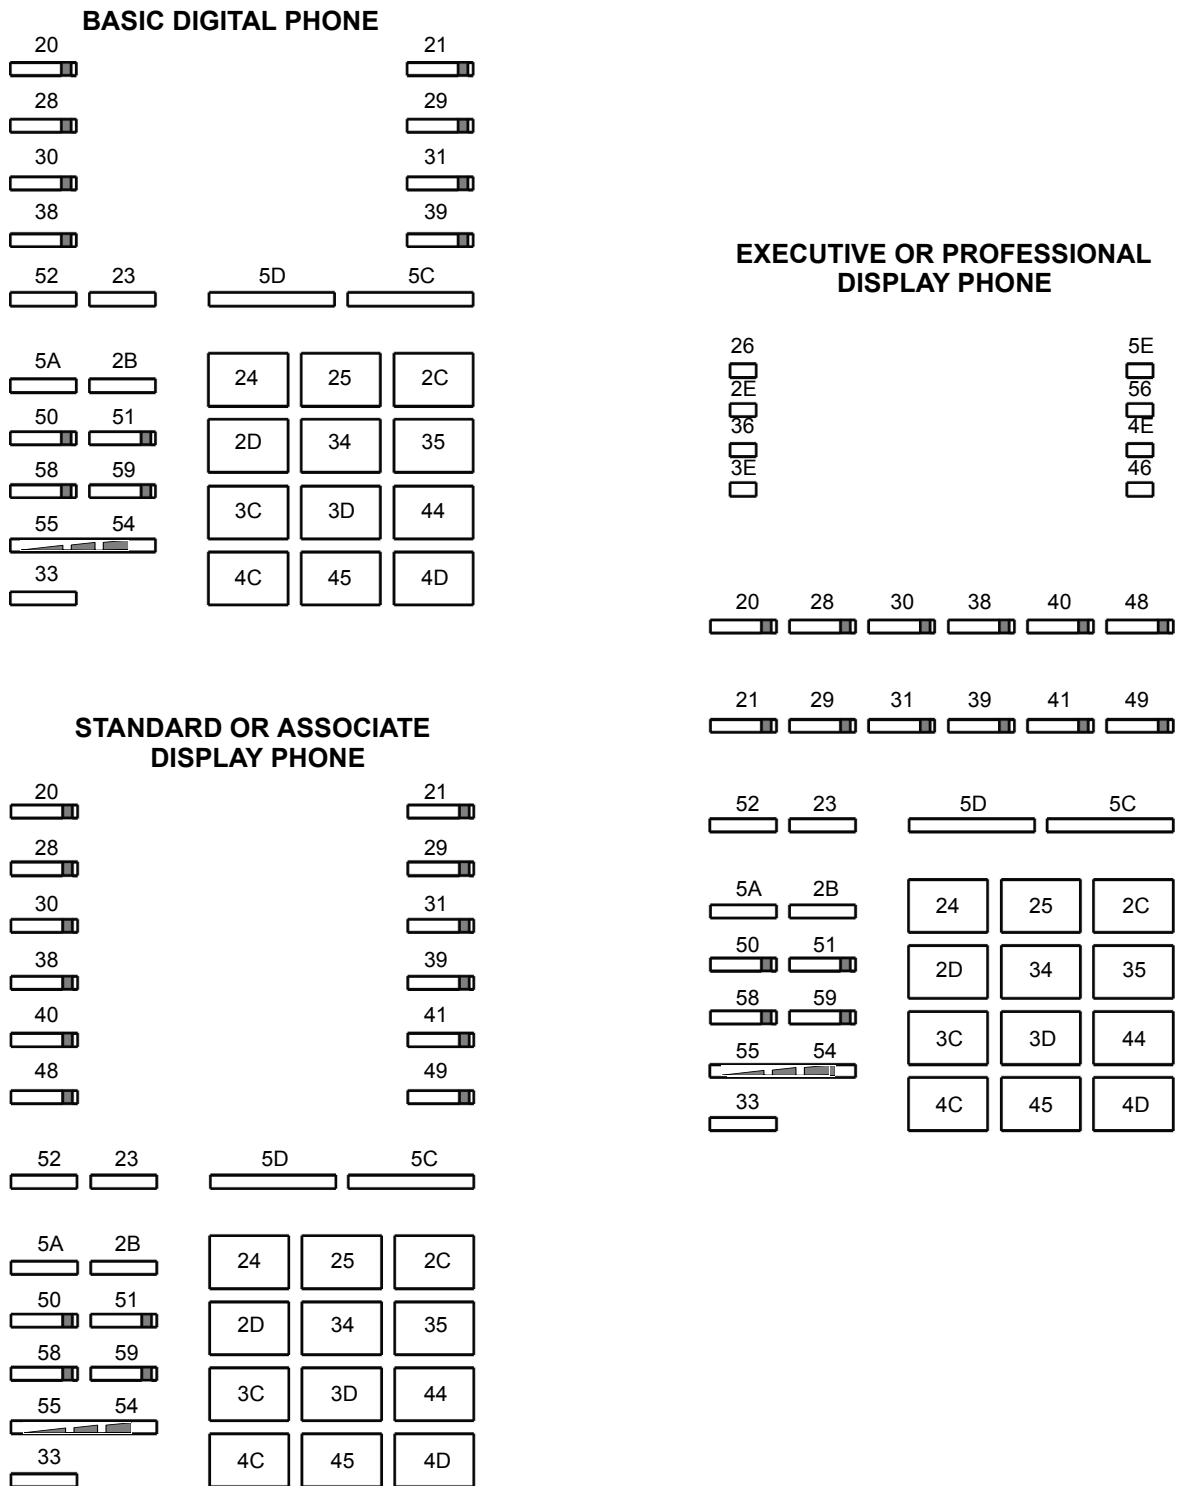 BASIC DIGITAL PHONE
20 21
28 29
30 31
38 39
52 23 5D 5C
5A 2B 24 25 2C
50 51 2D 34 35
58 59 3C 3D 44
55 54
33 4C 45 4D
STANDARD OR ASSOCIATE
DISPLAY PHONE
20 21
28 29
30 31
38 39
40 41
48 49
52 23 5D 5C
5A 2B 24 25 2C
50 51 2D 34 35
58 59 3C 3D 44
55 54
33 4C 45 4D
EXECUTIVE OR PROFESSIONAL
DISPLAY PHONE
26 5E
2E 56
36 4E
3E 46
20 28 30 38 40 48
21 29 31 39 41 49
52 23 5D 5C
5A 2B 24 25 2C
50 51 2D 34 35
58 59 3C 3D 44
55 54
33 4C 45 4D